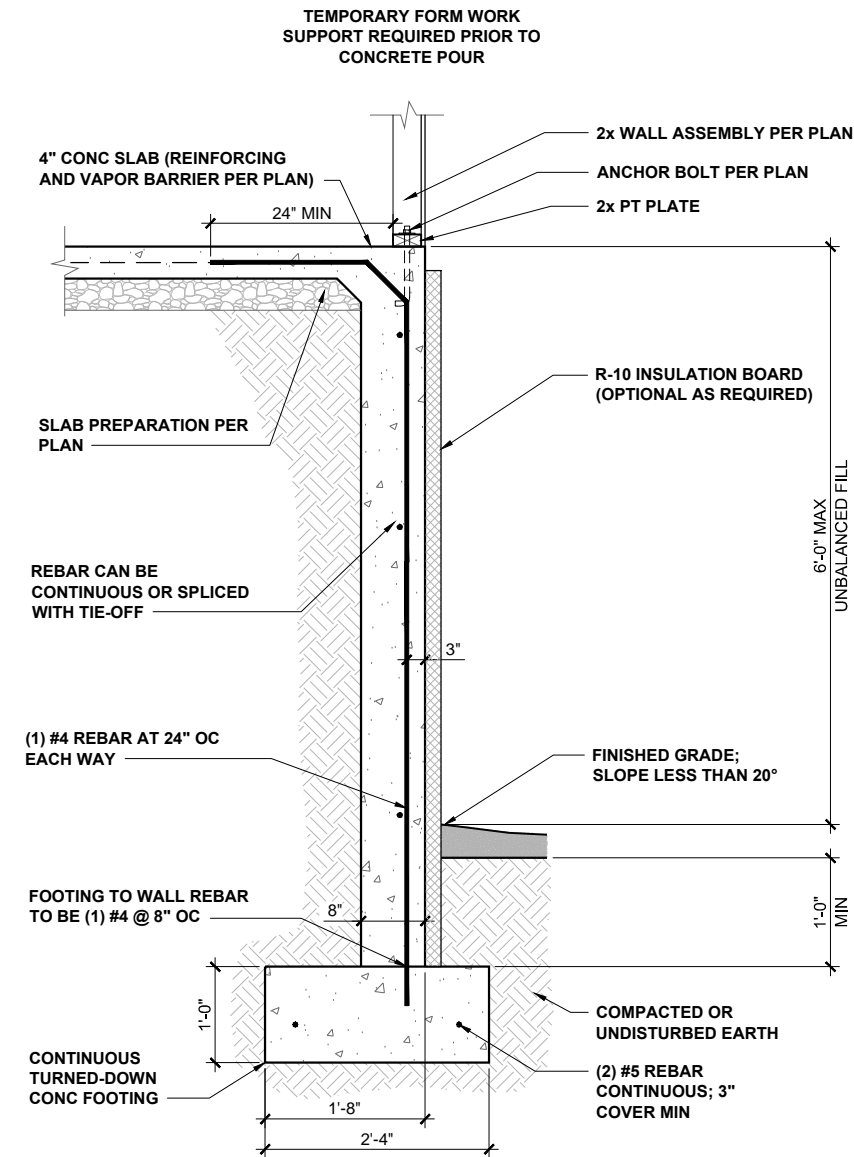 TEMPORARY FORM WORK
SUPPORT REQUIRED PRIOR TO
CONCRETE POUR
2x WALL ASSEMBLY PER PLAN
4" CONC SLAB (REINFORCING
AND VAPOR BARRIER PER PLAN)
ANCHOR BOLT PER PLAN
2x PT PLATE
24" MIN
R-10 INSULATION BOARD
(OPTIONAL AS REQUIRED)
SLAB PREPARATION PER
PLAN
6'-0" MAX
UNBALANCED FILL
REBAR CAN BE
CONTINUOUS OR SPLICED
WITH TIE-OFF
3"
(1) #4 REBAR AT 24" OC
EACH WAY
FINISHED GRADE;
SLOPE LESS THAN 20°
FOOTING TO WALL REBAR
TO BE (1) #4 @ 8" OC
8"
1'-0"
MIN
1'-0"
COMPACTED OR
UNDISTURBED EARTH
CONTINUOUS
TURNED-DOWN
CONC FOOTING
(2) #5 REBAR
CONTINUOUS; 3"
COVER MIN
1'-8"
2'-4"